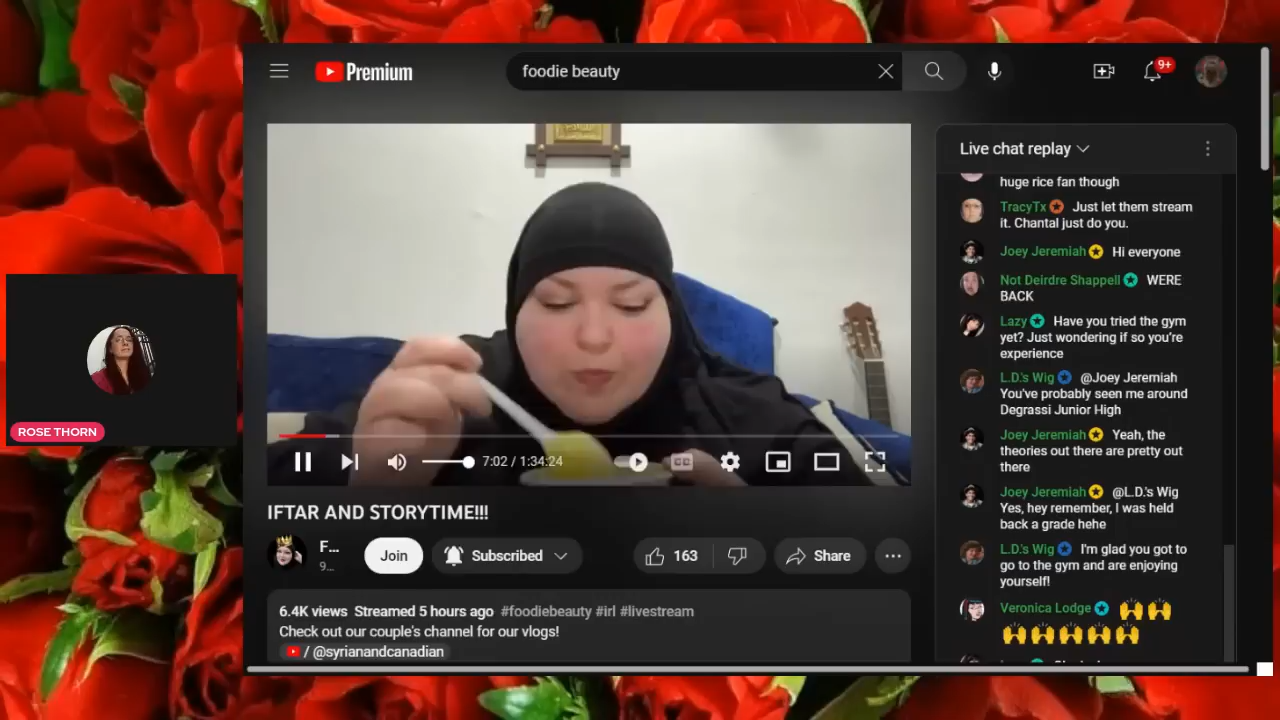 Premium
foodie beauty
9+
Live chat replay
huge rice fan though
TracyTx Just let them stream
it. Chantal just do you.
Joey Jeremiah Hi everyone
Not Deirdre Shappell WERE
BACK
Lazy Have you tried the gym
yet? Just wondering if so you're
experience
L.D.'s Wig @Joey Jeremiah
You've probably seen me around
Degrassi Junior High
Joey Jeremiah Yeah, the
theories out there are pretty out
there
Joey Jeremiah @L.D.'s Wig
Yes, hey remember, I was held
back a grade hehe
L.D.'s Wig I'm glad you got to
go to the gym and are enjoying
yourself!
Veronica Lodge
ROSE THORN
7:02 / 1:34:24
CC
IFTAR AND STORYTIME!!!
F...
9...
Join
Subscribed
163
Share
6.4K views Streamed 5 hours ago #foodiebeauty #irl #livestream
Check out our couple's channel for our vlogs!
/ @syrianandcanadian